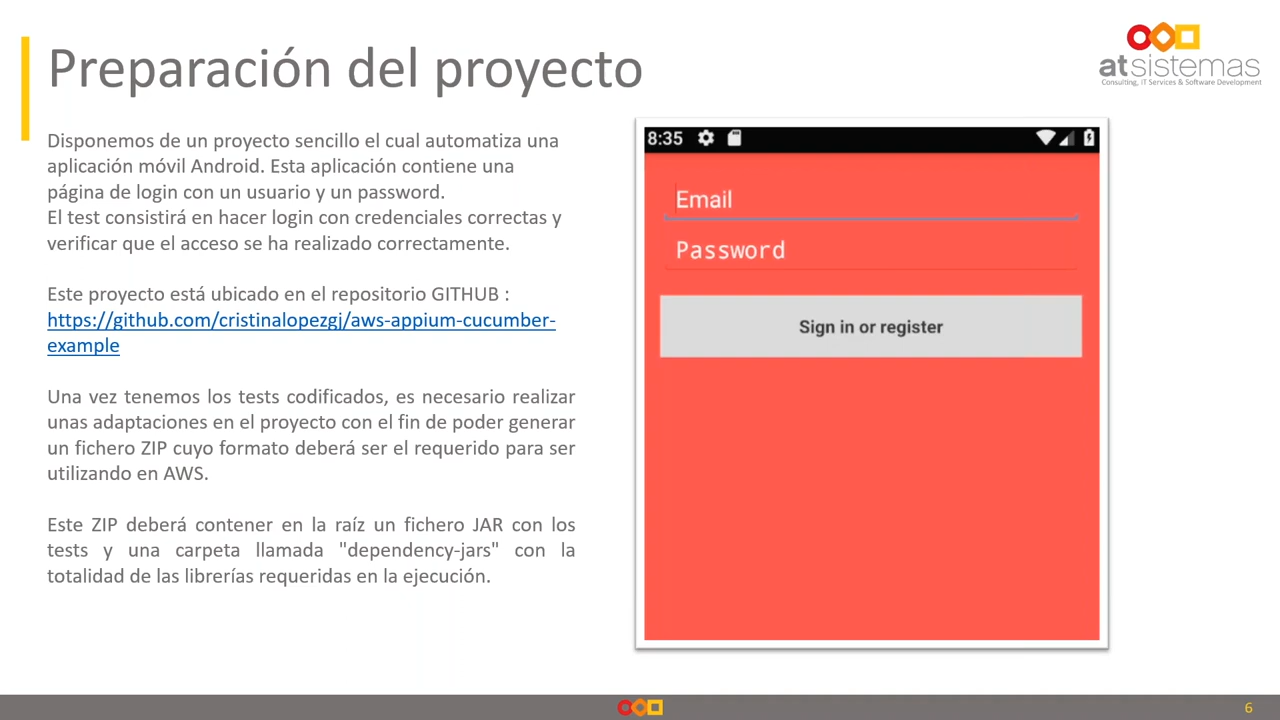 Preparación del proyecto
atsistemas
Consulting, IT Services & Software Development
Disponemos de un proyecto sencillo el cual automatiza una
aplicación móvil Android. Esta aplicación contiene una
página de login con un usuario y un password.
El test consistirá en hacer login con credenciales correctas y
verificar que el acceso se ha realizado correctamente.
Este proyecto está ubicado en el repositorio GITHUB :
https://github.com/cristinalopezgj/aws-appium-cucumber-
example
Una vez tenemos los tests codificados, es necesario realizar
unas adaptaciones en el proyecto con el fin de poder generar
un fichero ZIP cuyo formato deberá ser el requerido para ser
utilizando en AWS.
Este ZIP deberá contener en la raíz un fichero JAR con los
tests y una carpeta llamada "dependency-jars" con la
totalidad de las librerías requeridas en la ejecución.
8:35
Email
Password
Sign in or register
6